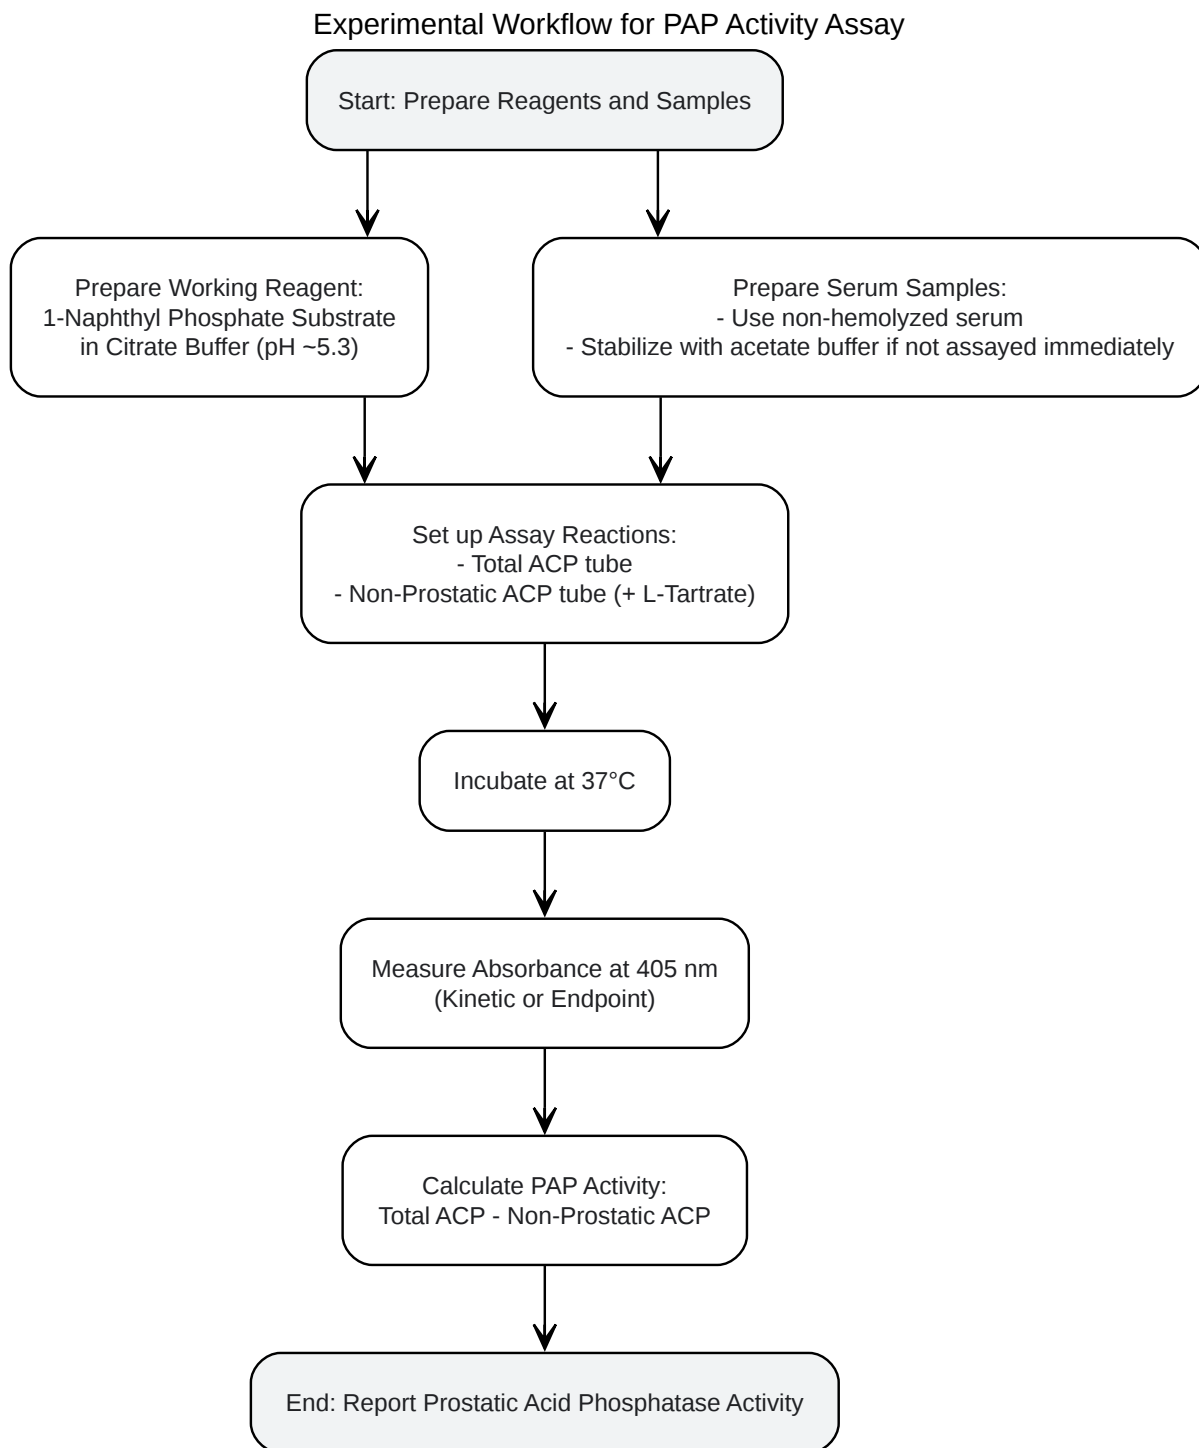 Experimental Workflow for PAP Activity Assay
Start: Prepare Reagents and Samples
Prepare Working Reagent:
1-Naphthyl Phosphate Substrate
in Citrate Buffer (pH ~5.3)
Prepare Serum Samples:
- Use non-hemolyzed serum
- Stabilize with acetate buffer if not assayed immediately
Set up Assay Reactions:
- Total ACP tube
- Non-Prostatic ACP tube (+ L-Tartrate)
Incubate at 37°C
Measure Absorbance at 405 nm
(Kinetic or Endpoint)
Calculate PAP Activity:
Total ACP - Non-Prostatic ACP
End: Report Prostatic Acid Phosphatase Activity